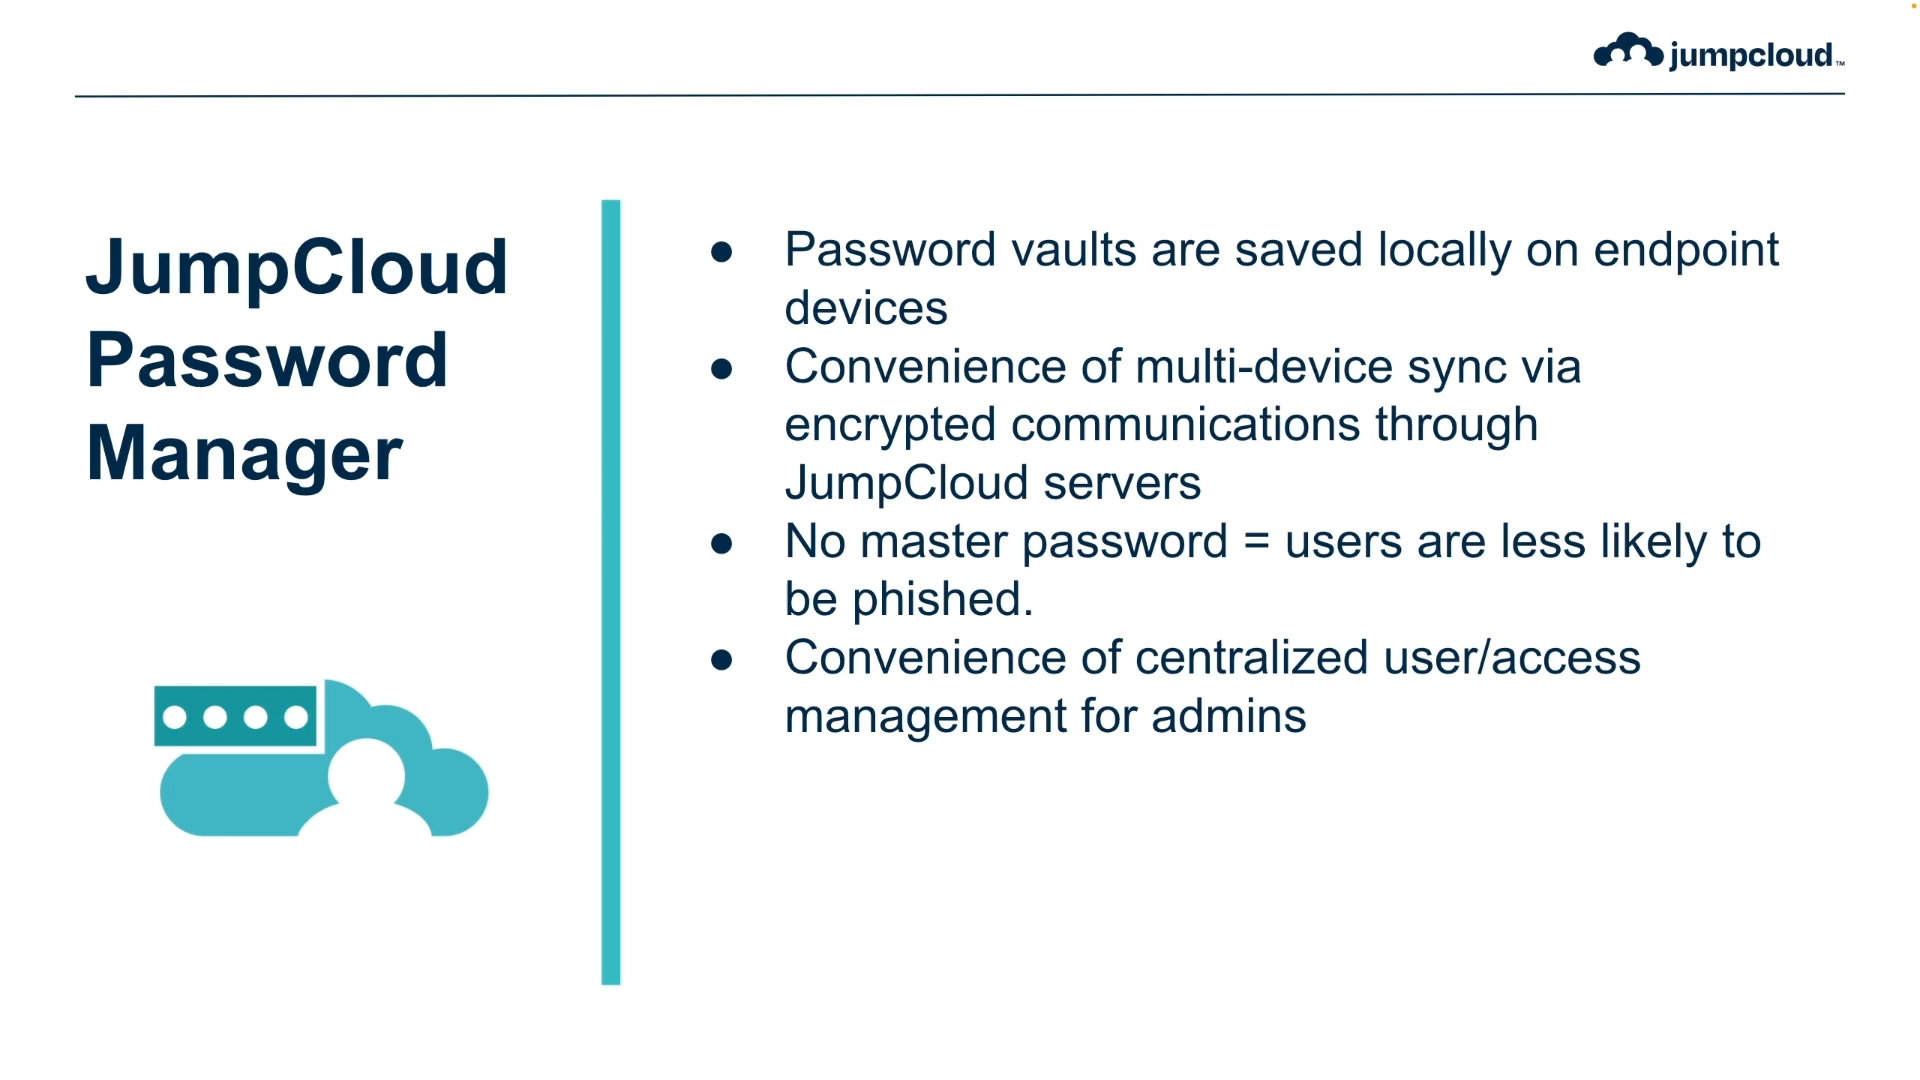 jumpcloud™
JumpCloud
Password
Manager
● Password vaults are saved locally on endpoint
devices
● Convenience of multi-device sync via
encrypted communications through
JumpCloud servers
● No master password = users are less likely to
be phished.
● Convenience of centralized user/access
management for admins